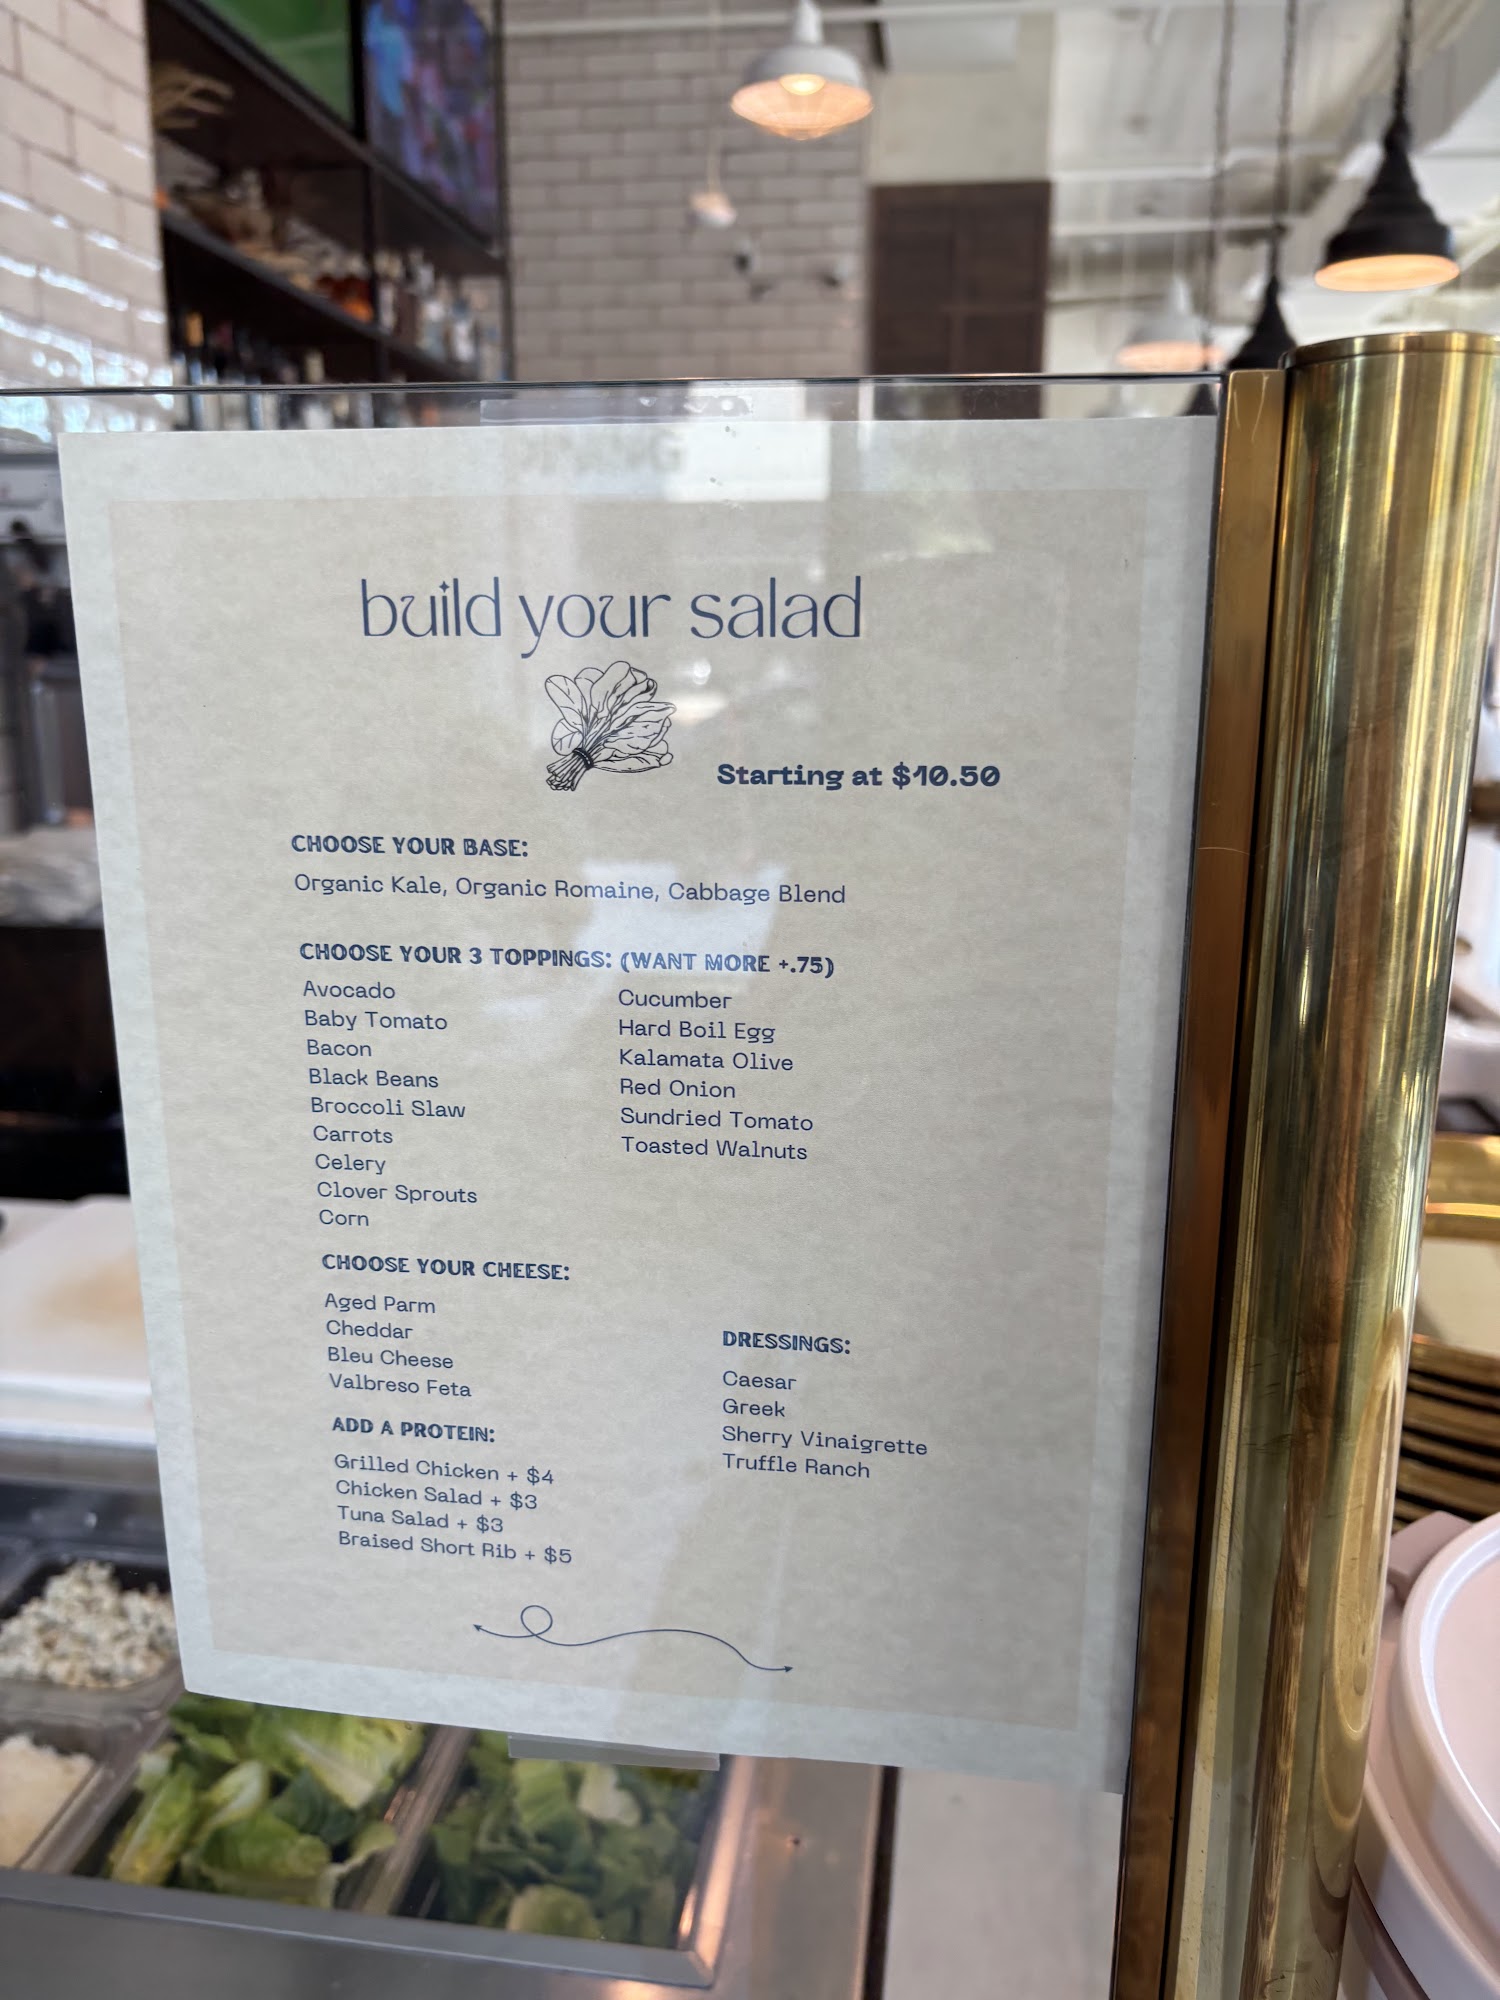 build your salad
Starting at $10.50
CHOOSE YOUR BASE:
Organic Kale, Organic Romaine, Cabbage Blend
CHOOSE YOUR 3 TOPPINGS: (WANT MORE +.75)
Avocado
Baby Tomato
Bacon
Black Beans
Broccoli Slaw
Carrots
Celery
Clover Sprouts
Corn
Cucumber
Hard Boil Egg
Kalamata Olive
Red Onion
Sundried Tomato
Toasted Walnuts
CHOOSE YOUR CHEESE:
Aged Parm
Cheddar
Bleu Cheese
Valbreso Feta
ADD A PROTEIN:
Grilled Chicken + $4
Chicken Salad + $3
Tuna Salad + $3
Braised Short Rib + $5
DRESSINGS:
Caesar
Greek
Sherry Vinaigrette
Truffle Ranch